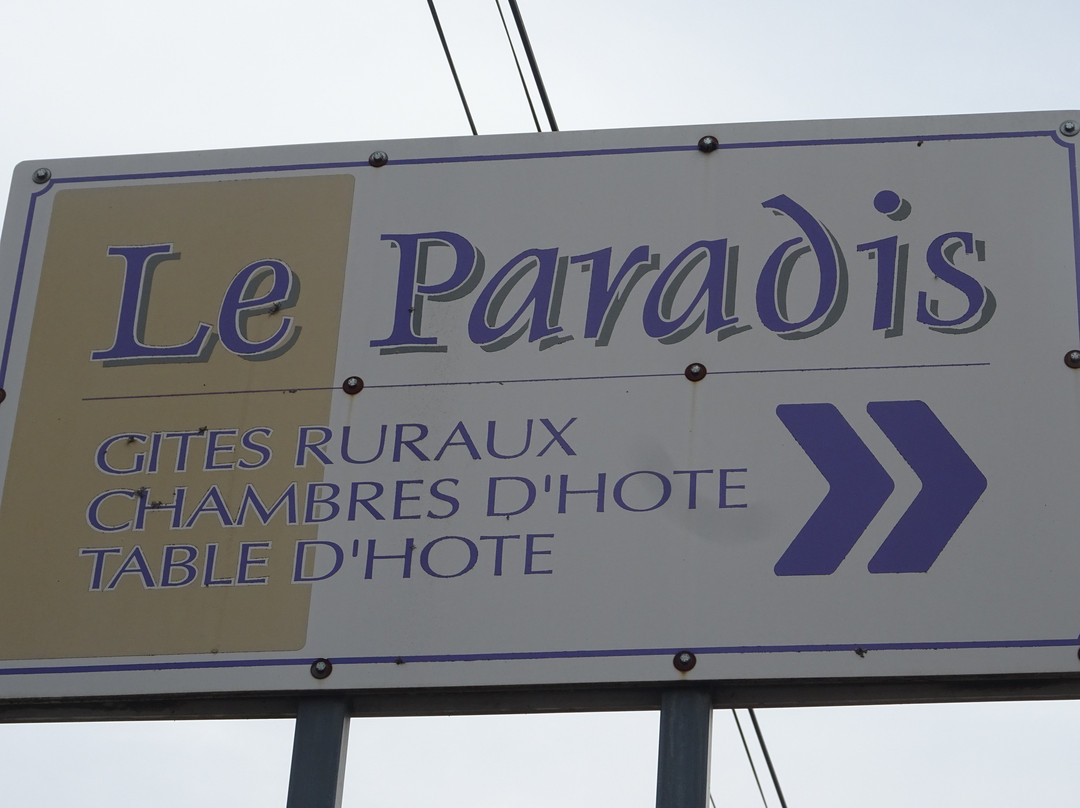 Le Paradis
GITES RURAUX
CHAMBRES D'HOTE
TABLE D'HOTE